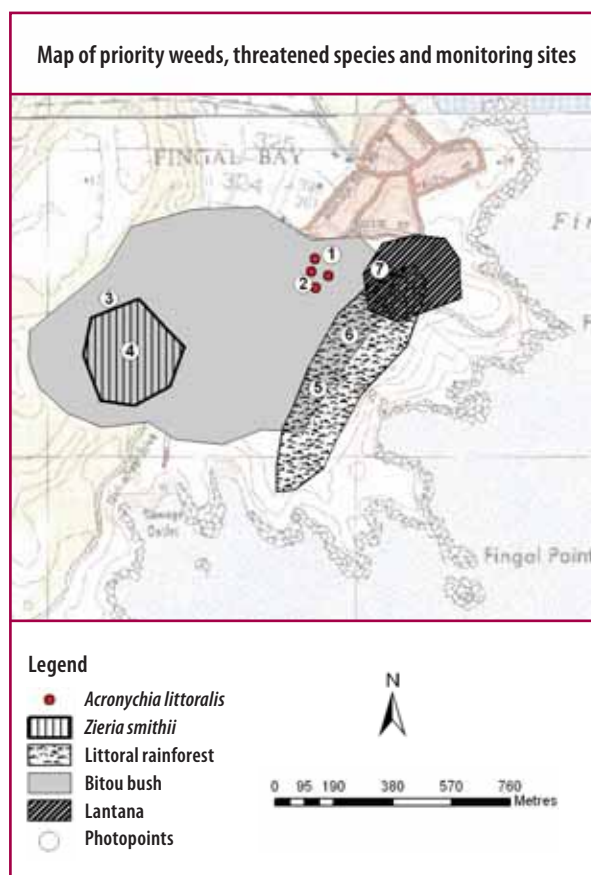 Map of priority weeds, threatened species and monitoring sites
FINGAL BAY
1
2
3
4
5
6
7
Fingal Point
Legend
Acronychia littoralis
Zieria smithii
Littoral rainforest
Bitou bush
Lantana
Photopoints
N
0 95 190 380 570 760
Metres